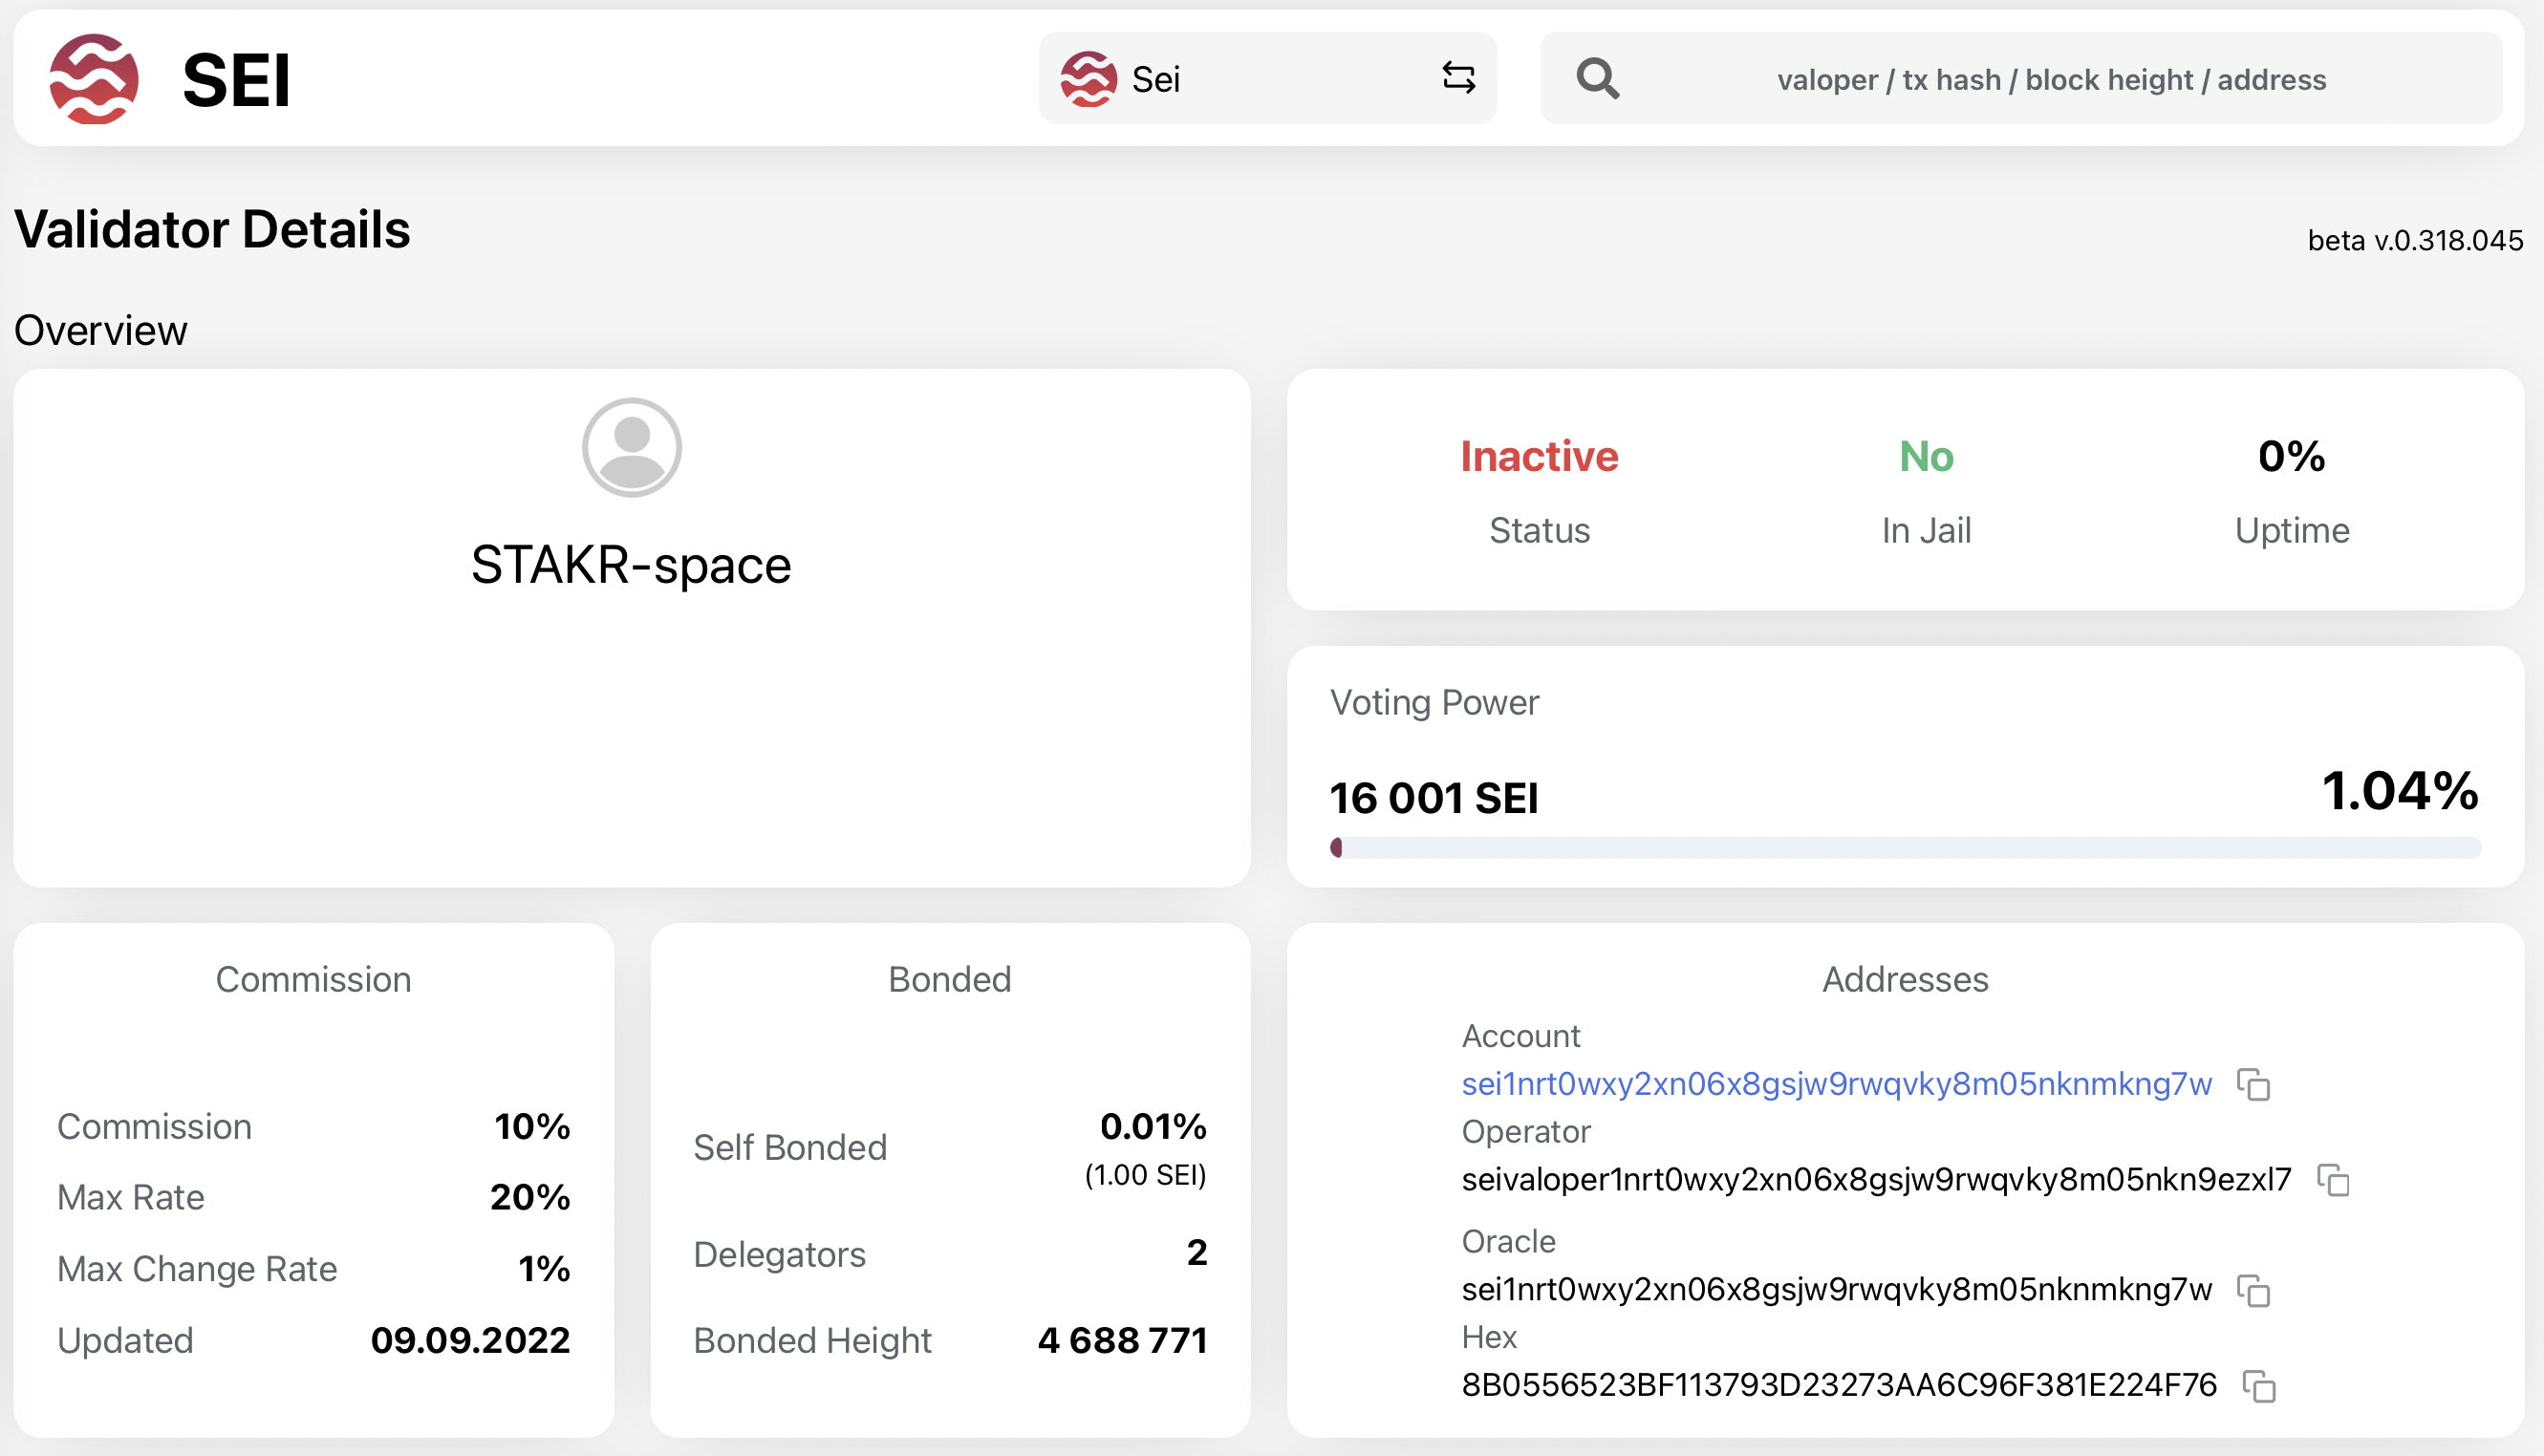 SEI
Sei
valoper / tx hash / block height / address
Validator Details
beta v.0.318.045
Overview
STAKR-space
Inactive
Status
No
In Jail
0%
Uptime
Voting Power
16 001 SEI
1.04%
Commission
Commission 10%
Max Rate 20%
Max Change Rate 1%
Updated 09.09.2022
Bonded
Self Bonded 0.01%
(1.00 SEI)
Delegators 2
Bonded Height 4 688 771
Addresses
Account
sei1nrt0wxy2xn06x8gsjw9rwqvky8m05nknmkng7w
Operator
seivaloper1nrt0wxy2xn06x8gsjw9rwqvky8m05nkn9ezxl7
Oracle
sei1nrt0wxy2xn06x8gsjw9rwqvky8m05nknmkng7w
Hex
8B0556523BF113793D23273AA6C96F381E224F76